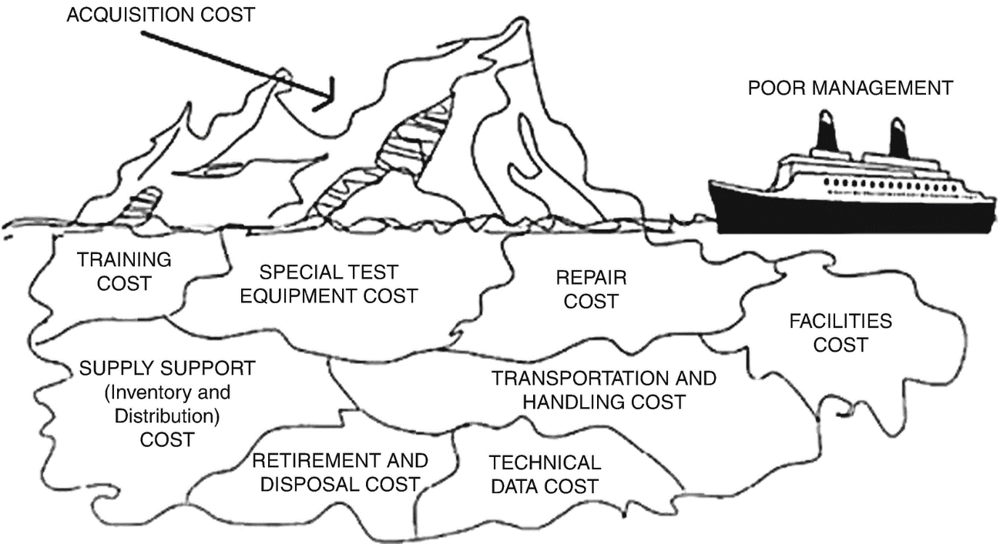 ACQUISITION COST
POOR MANAGEMENT
TRAINING
COST
SPECIAL TEST
EQUIPMENT COST
REPAIR
COST
FACILITIES
COST
SUPPLY SUPPORT
(Inventory and
Distribution)
COST
TRANSPORTATION AND
HANDLING COST
RETIREMENT AND
DISPOSAL COST
TECHNICAL
DATA COST